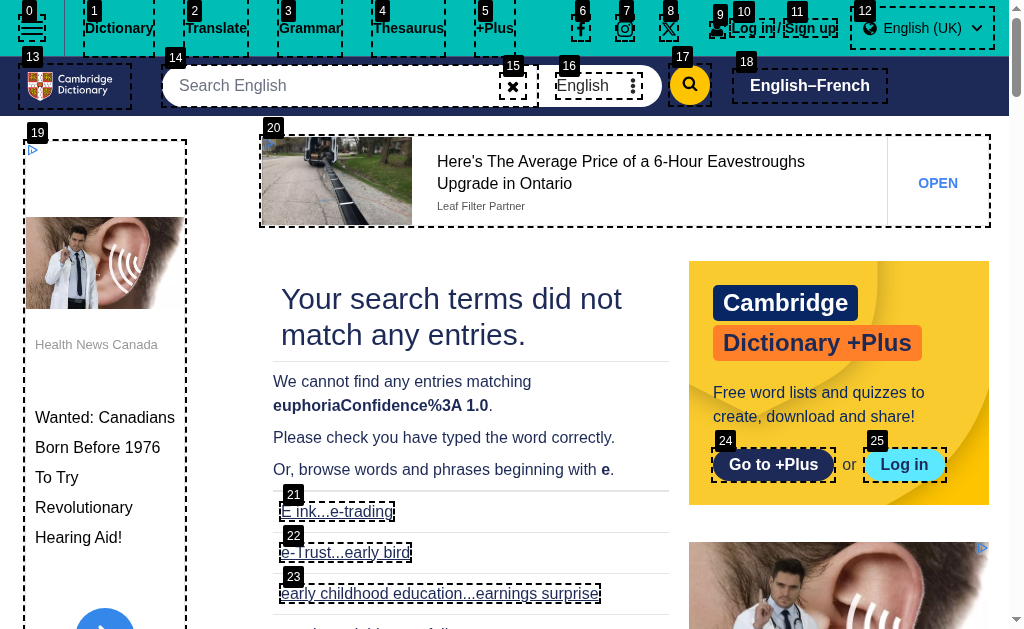 0 1 2 3 4 5 6 7 8 9 10 11 12
Dictionary Translate Grammar Thesaurus +Plus Log in / Sign up English (UK)
13 14 15 16 17 18
Cambridge
Dictionary
Search English English English–French
19
20
Here's The Average Price of a 6-Hour Eavestroughs
Upgrade in Ontario
Leaf Filter Partner
OPEN
Health News Canada
Wanted: Canadians
Born Before 1976
To Try
Revolutionary
Hearing Aid!
Your search terms did not
match any entries.
We cannot find any entries matching
euphoriaConfidence%3A 1.0.
Please check you have typed the word correctly.
Or, browse words and phrases beginning with e.
21
E ink...e-trading
22
e-Trust...early bird
23
early childhood education...earnings surprise
Cambridge
Dictionary +Plus
Free word lists and quizzes to
create, download and share!
24 25
Go to +Plus or Log in